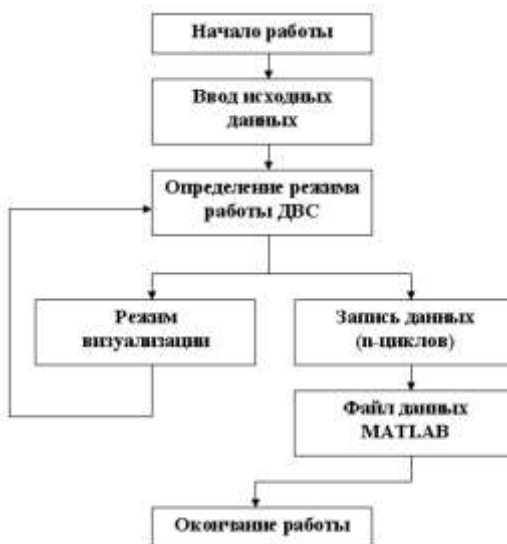 Начало работы
Ввод исходных
данных
Определение режима
работы ДВС
Режим
визуализации
Запись данных
(n-циклов)
Файл данных
MATLAB
Окончание работы